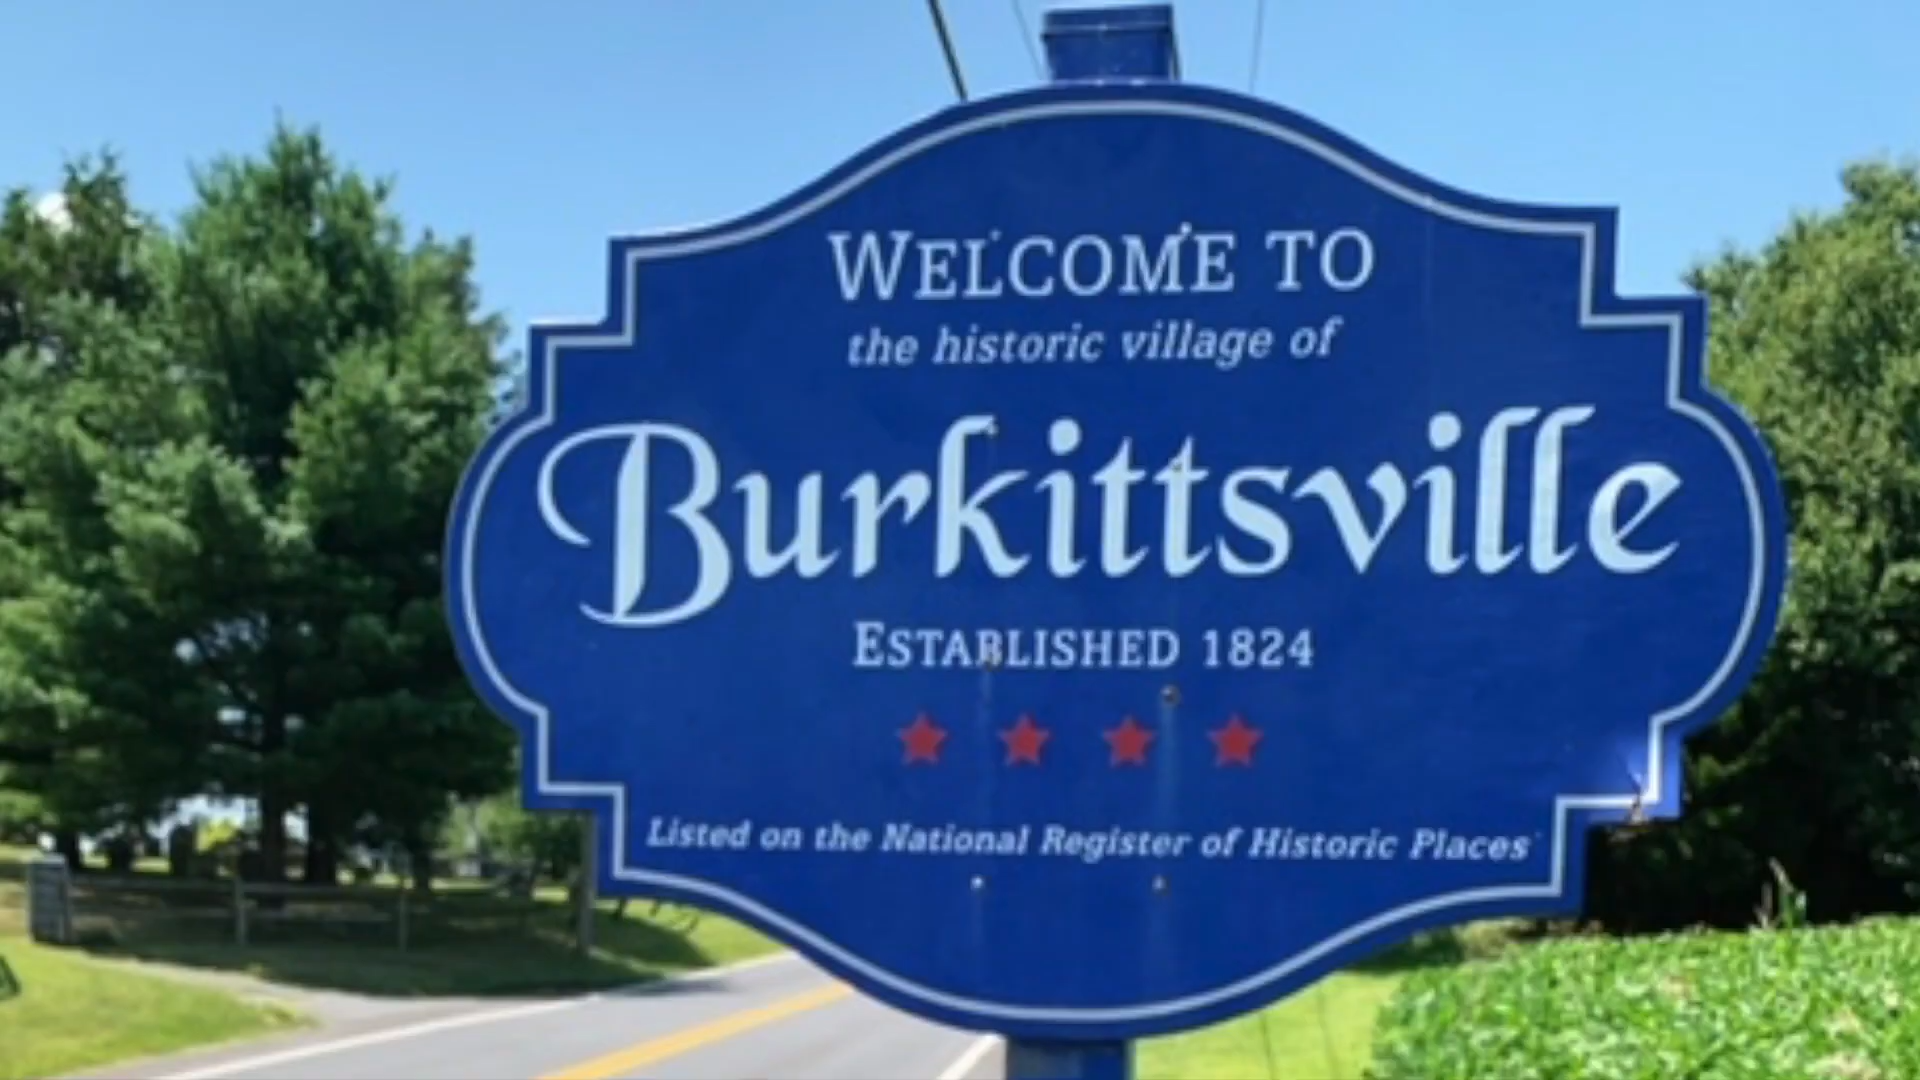 WELCOME TO
the historic village of
Burkittsville
ESTABLISHED 1824
Listed on the National Register of Historic Places